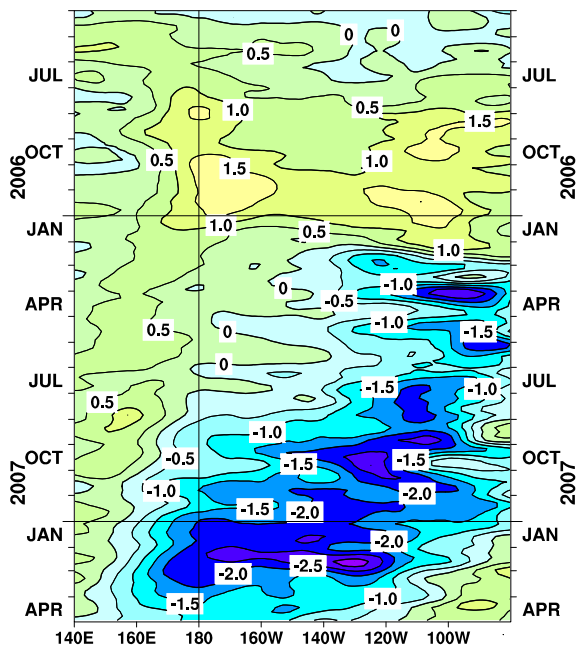 0 0
0.5
JUL JUL
1.0 0.5
1.5
OCT OCT
0.5 1.0
1.5
2006 2006
1.0 0.5
JAN JAN
1.0
0 -1.0
-0.5
APR APR
-1.0
0.5 0 -1.5
0
JUL JUL
-1.5 -1.0
0.5
-1.0
OCT OCT
-0.5 -1.5 -1.5
-1.0 -2.0
2007 2007
-1.5 -2.0
JAN JAN
-2.0
-2.0 -2.5
-1.5 -1.0
APR APR
140E 160E 180 160W 140W 120W 100W